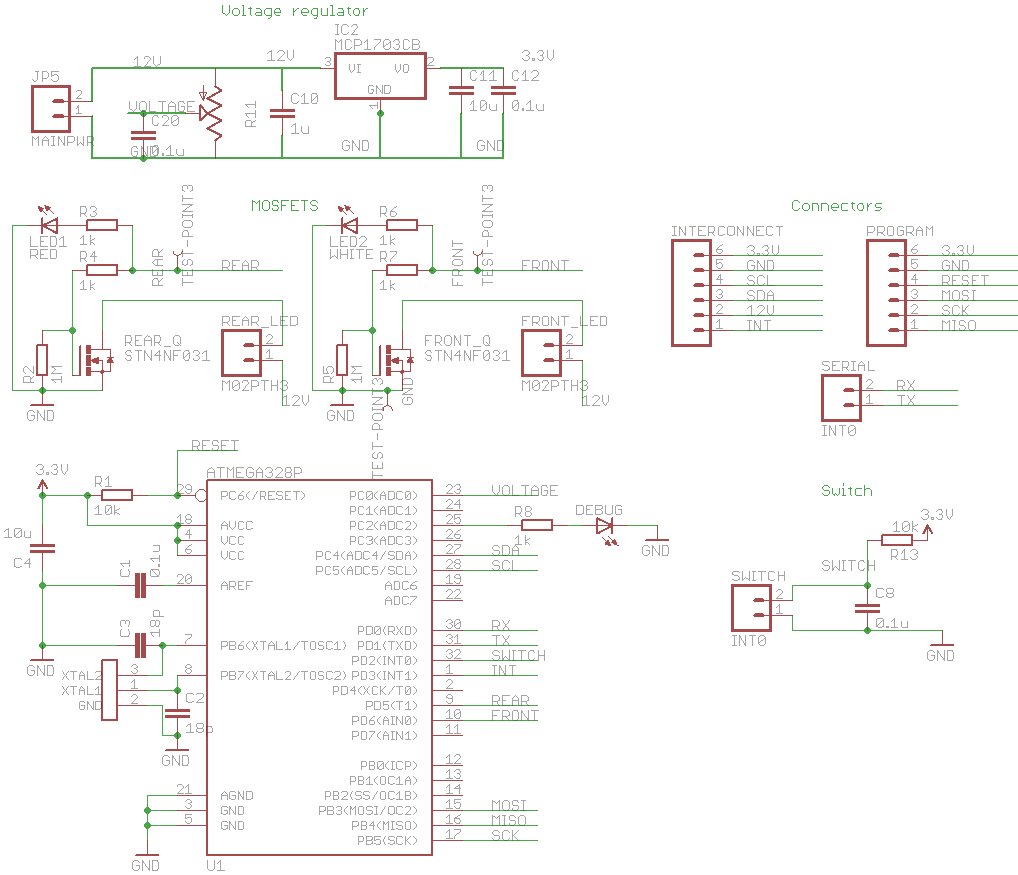 Voltage regulator
IC2
MCP1703CB
12V
12V
3
VI
VO
2
3.3V
GND
1
JP5
2
1
MAINPWR
VOLTAGE
C20
0.1u
GND
R11
C10
1u
GND
C11
10u
C12
0.1u
GND
MOSFETS
LED1
RED
R3
1k
R4
1k
REAR
TEST-POINT3
REAR
R2
1M
GND
REAR_Q
STN4NF031
REAR_LED
2
1
M02PTH3
12V
LED2
WHITE
R6
1k
R7
1k
FRONT
TEST-POINT3
FRONT
R5
1M
GND
TEST-POINT3
GND
FRONT_Q
STN4NF031
FRONT_LED
2
1
M02PTH3
12V
Connectors
INTERCONNECT
6 3.3V
5 GND
4 SCL
3 SDA
2 12V
1 INT
PROGRAM
6 3.3V
5 GND
4 RESET
3 MOSI
2 SCK
1 MISO
SERIAL
2 RX
1 TX
INT0
RESET
3.3V
R1
10k
10u
C4
C1
0.1u
C3
18p
GND
XTAL2 3
XTAL1 1
GND 2
C2
18p
GND
GND
ATMEGA328P
29 PC6(/RESET)
18 AVCC
4 VCC
6 VCC
20 AREF
7 PB6(XTAL1/TOSC1)
8 PB7(XTAL2/TOSC2)
21 AGND
3 GND
5 GND
U1
PC0(ADC0) 23 VOLTAGE
PC1(ADC1) 24
PC2(ADC2) 25
PC3(ADC3) 26
PC4(ADC4/SDA) 27 SDA
PC5(ADC5/SCL) 28 SCL
ADC6 19
ADC7 22
PD0(RXD) 30 RX
PD1(TXD) 31 TX
PD2(INT0) 32 SWITCH
PD3(INT1) 1 INT
PD4(XCK/T0) 2
PD5(T1) 9 REAR
PD6(AIN0) 10 FRONT
PD7(AIN1) 11
PB0(ICP) 12
PB1(OC1A) 13
PB2(SS/OC1B) 14
PB3(MOSI/OC2) 15 MOSI
PB4(MISO) 16 MISO
PB5(SCK) 17 SCK
R8
1k
DEBUG
GND
Switch
3.3V
10k
R13
SWITCH
SWITCH
2
1
INT0
C8
0.1u
GND